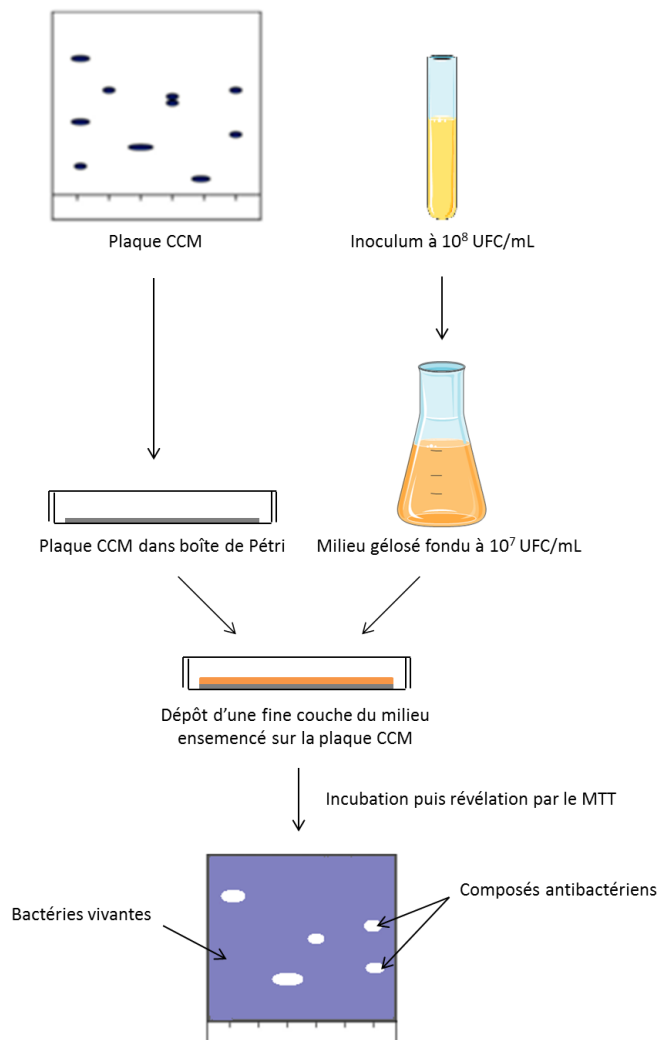 Plaque CCM
Inoculum à 10⁸ UFC/mL
Plaque CCM dans boîte de Pétri
Milieu gélosé fondu à 10⁷ UFC/mL
Dépôt d’une fine couche du milieu
ensemencé sur la plaque CCM
Incubation puis révélation par le MTT
Bactéries vivantes
Composés antibactériens